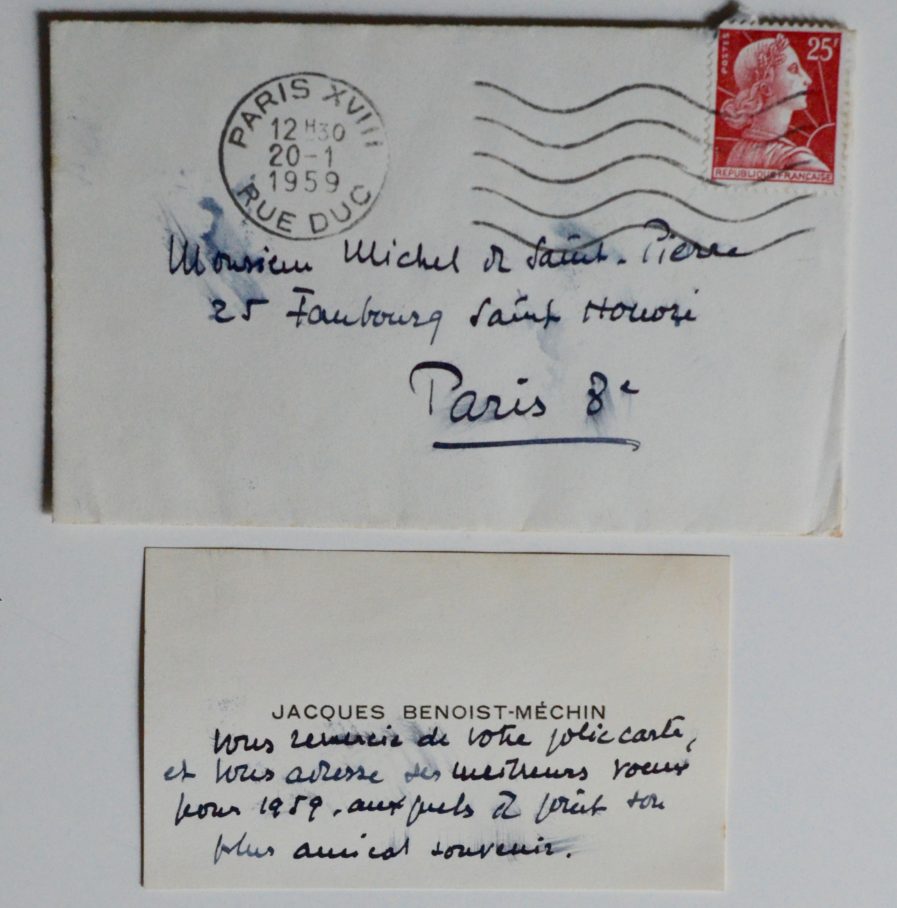 PARIS XVIII
12 H30
20-1
1959
RUE DUC
POSTES
25F
REPUBLIQUE FRANÇAISE
Monsieur Michel de Saint-Pierre
25 Faubourg Saint Honoré
Paris 8e
JACQUES BENOIST-MÉCHIN
vous remercie de votre jolie carte,
et vous adresse ses meilleurs vœux
pour 1959, auxquels il joint son
plus amical souvenir.